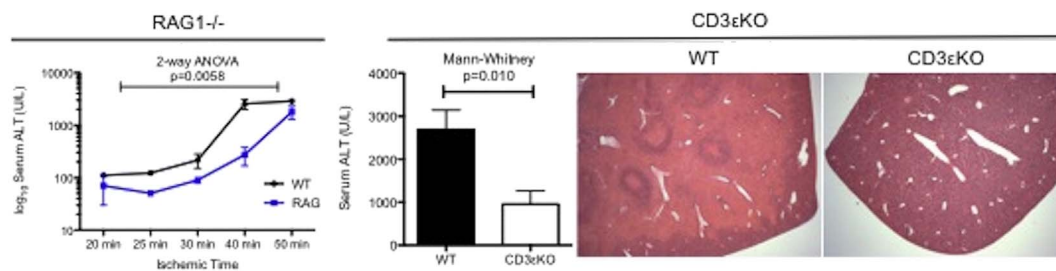 RAG1-/-
CD3εKO
2-way ANOVA
p=0.0058
log₁₀ Serum ALT (U/L)
10000
1000
100
10
WT
RAG
20 min 25 min 30 min 40 min 50 min
Ischemic Time
Mann-Whitney
p=0.010
Serum ALT (U/L)
4000
3000
2000
1000
0
WT CD3εKO
WT
CD3εKO